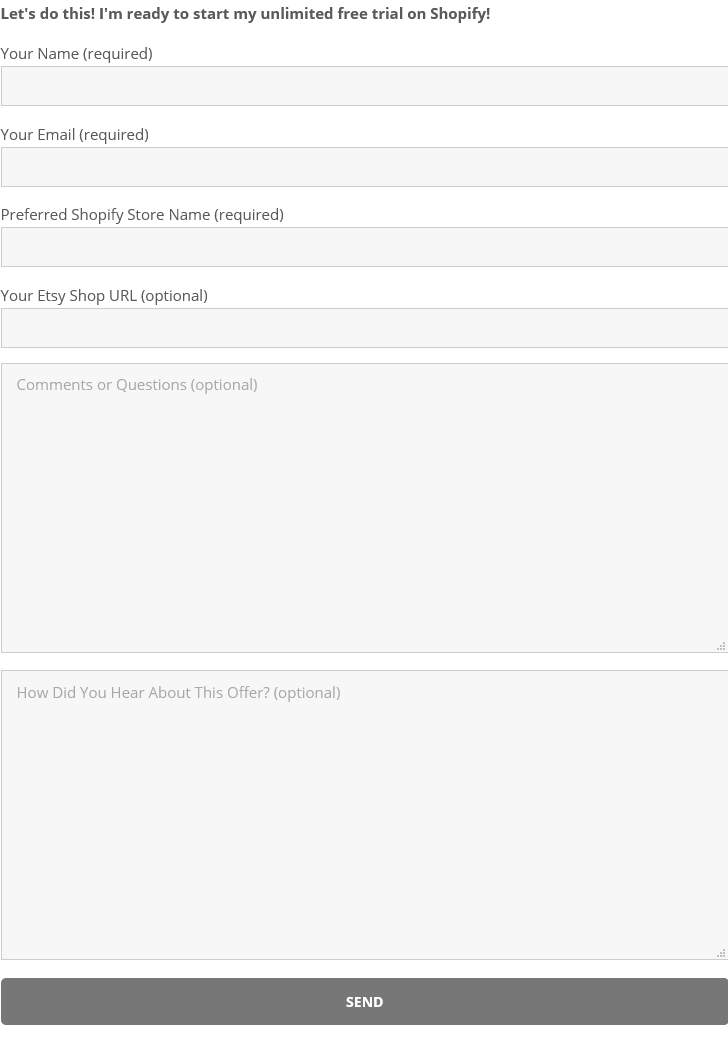 Let's do this! I'm ready to start my unlimited free trial on Shopify!
Your Name (required)
Your Email (required)
Preferred Shopify Store Name (required)
Your Etsy Shop URL (optional)
Comments or Questions (optional)
How Did You Hear About This Offer? (optional)
SEND